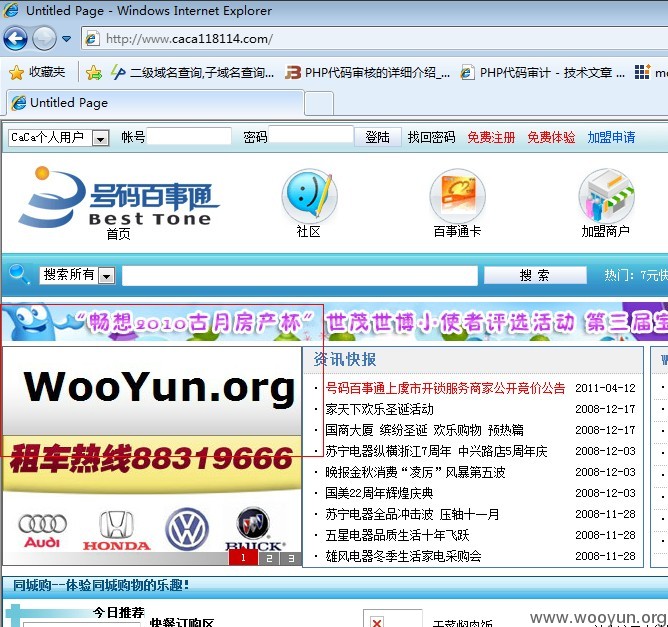 Untitled Page - Windows Internet Explorer
http://www.caca118114.com/
收藏夹 二级域名查询,子域名查询... PHP代码审核的详细介绍_... PHP代码审计 - 技术文章 ...
Untitled Page
CaCa个人用户 帐号 密码 登陆 找回密码 免费注册 免费体验 加盟申请
号码百事通
Best Tone
首页 社区 百事通卡 加盟商户
搜索所有 搜 索 热门: 7元快
“畅想2010古月房产杯” 世茂世博小使者评选活动 第三届宝
资讯快报
WooYun.org
租车热线88319666
Audi HONDA BUICK
1 2 3
· 号码百事通上虞市开锁服务商家公开竞价公告 2011-04-12
· 家天下欢乐圣诞活动 2008-12-17
· 国商大厦 缤纷圣诞 欢乐购物 预热篇 2008-12-17
· 苏宁电器纵横浙江7周年 中兴路店5周年庆 2008-12-03
· 晚报金秋消费“凌厉”风暴第五波 2008-12-03
· 国美22周年辉煌庆典 2008-12-03
· 苏宁电器全品冲击波 压轴十一月 2008-11-28
· 五星电器品质生活十年飞跃 2008-11-28
· 雄风电器冬季生活家电采购会 2008-11-28
同城购--体验同城购物的乐趣!
今日推荐
快餐订购区
干菜焖肉饭
www.wooyun.org